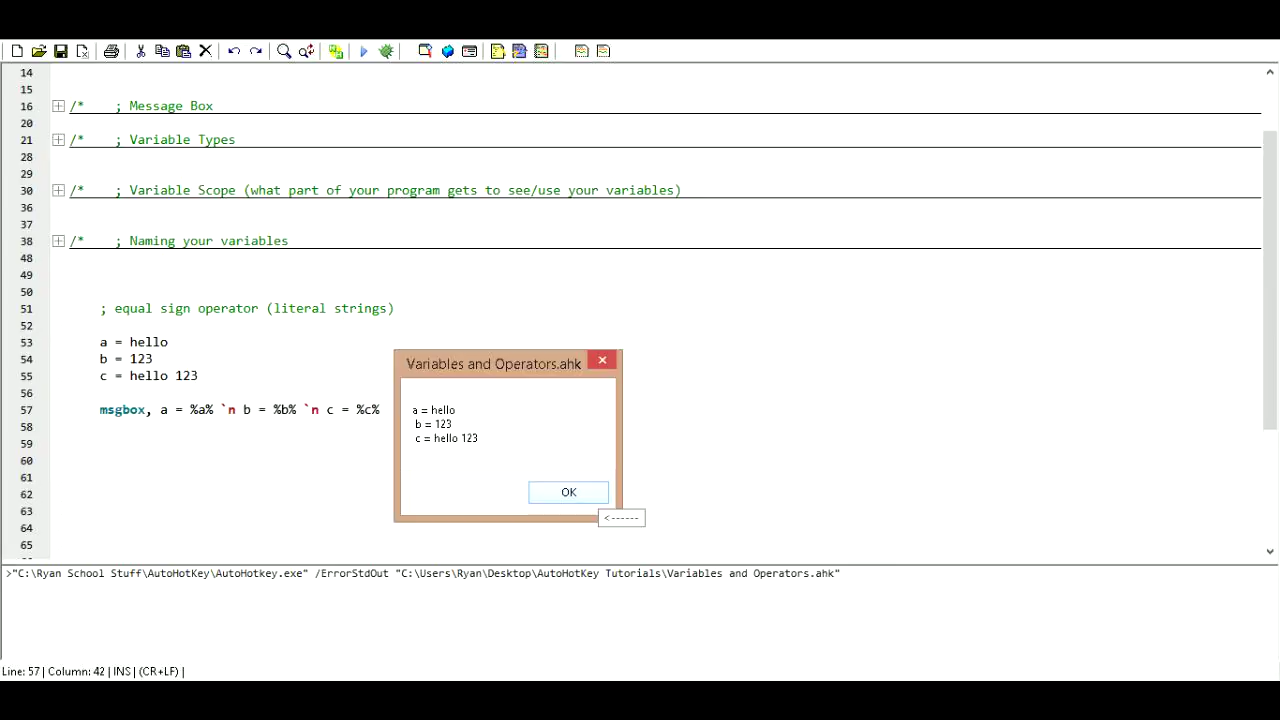 14
15
16 /* ; Message Box
20
21 /* ; Variable Types
28
29
30 /* ; Variable Scope (what part of your program gets to see/use your variables)
36
37
38 /* ; Naming your variables
48
49
50
51 ; equal sign operator (literal strings)
52
53 a = hello
54 b = 123
55 c = hello 123
56
57 msgbox, a = %a% `n b = %b% `n c = %c%
58
59
60
61
62
63
64
65
Variables and Operators.ahk
a = hello
b = 123
c = hello 123
OK
<------
>"C:\Ryan School Stuff\AutoHotKey\AutoHotkey.exe" /ErrorStdOut "C:\Users\Ryan\Desktop\AutoHotKey Tutorials\Variables and Operators.ahk"
Line: 57 | Column: 42 | INS | (CR+LF) |